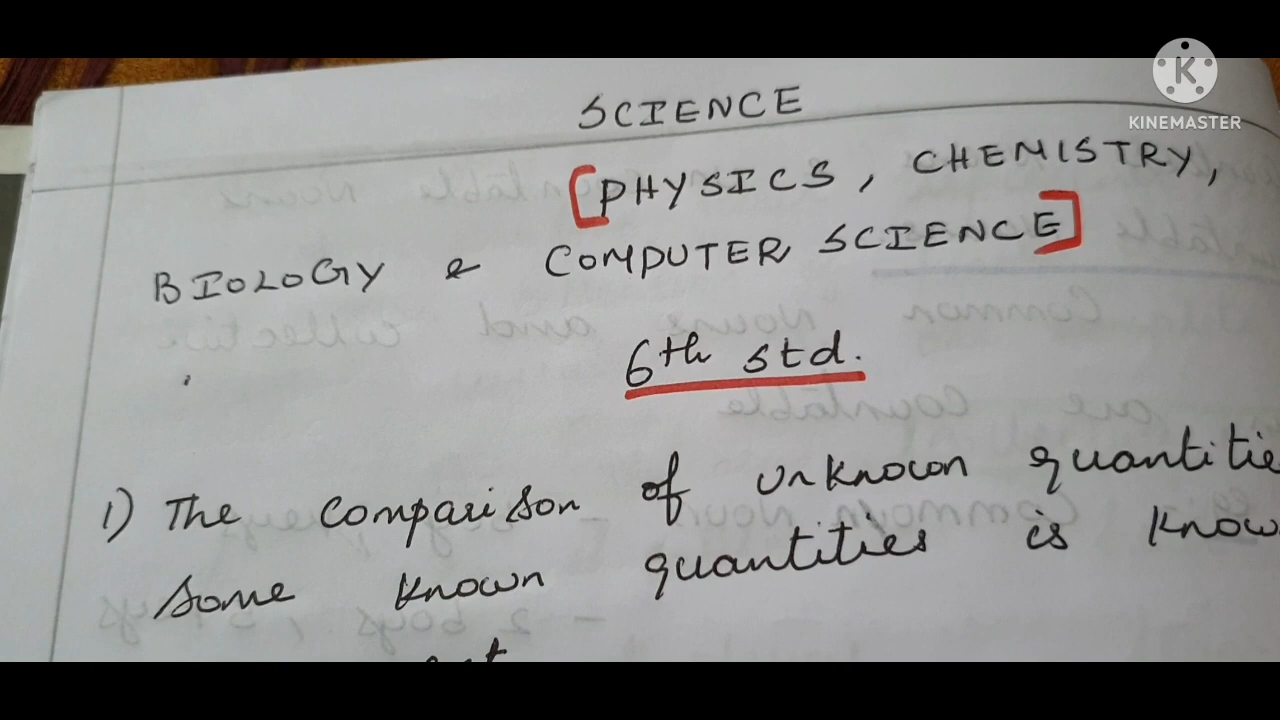 SCIENCE
[PHYSICS, CHEMISTRY,
BIOLOGY & COMPUTER SCIENCE]
6th std.
1) The comparison of unknown quantitie
some known quantities is know
KINEMASTER